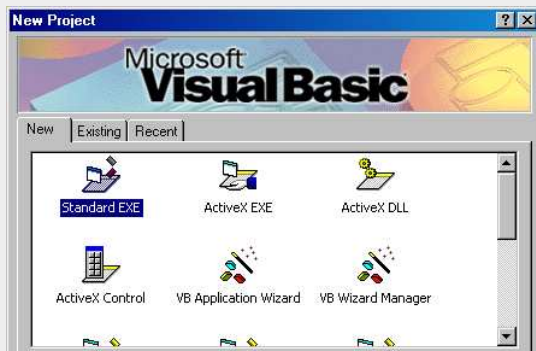 New Project
Microsoft
Visual Basic
New Existing Recent
Standard EXE ActiveX EXE ActiveX DLL
ActiveX Control VB Application Wizard VB Wizard Manager